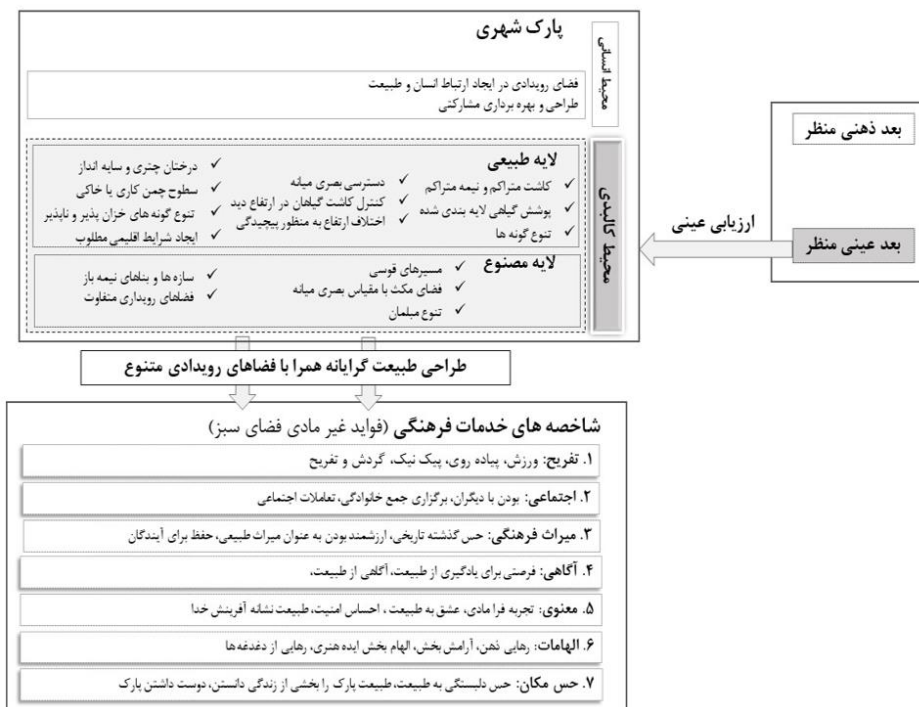 پارک شهری
محیط انسانی
فضای رویدادی در ایجاد ارتباط انسان و طبیعت
طراحی و بهره برداری مشارکتی
بعد ذهنی منظر
بعد عینی منظر
ارزیابی عینی
محیط کالبدی
لایه طبیعی
✓ کاشت متراکم و نیمه متراکم
✓ پوشش گیاهی لایه بندی شده
✓ تنوع گونه ها
✓ دسترسی بصری میانه
✓ کنترل کاشت گیاهان در ارتفاع دید
✓ اختلاف ارتفاع به منظور پیچیدگی
✓ درختان چتری و سایه انداز
✓ سطوح چمن کاری یا خاکی
✓ تنوع گونه های خزان پذیر و ناپذیر
✓ ایجاد شرایط اقلیمی مطلوب
لایه مصنوع
✓ مسیرهای قوسی
✓ فضای مکث با مقیاس بصری میانه
✓ تنوع مبلمان
✓ سازه ها و بناهای نیمه باز
✓ فضاهای رویداری متفاوت
طراحی طبیعت گرایانه همرا با فضاهای رویدادی متنوع
شاخصه های خدمات فرهنگی (فواید غیر مادی فضای سبز)
۱. تفریح: ورزش، پیاده روی، پیک نیک، گردش و تفریح
۲. اجتماعی: بودن با دیگران، برگزاری جمع خانوادگی، تعاملات اجتماعی
۳. میراث فرهنگی: حس گذشته تاریخی، ارزشمند بودن به عنوان میراث طبیعی، حفظ برای آیندگان
۴. آگاهی: فرصتی برای یادگیری از طبیعت، آگاهی از طبیعت،
۵. معنوی: تجربه فرا مادی، عشق به طبیعت ، احساس امنیت، طبیعت نشانه آفرینش خدا
۶. الهامات: رهایی ذهن، آرامش بخش، الهام بخش ایده هنری، رهایی از دغدغه ها
۷. حس مکان: حس دلبستگی به طبیعت، طبیعت پارک را بخشی از زندگی دانستن، دوست داشتن پارک